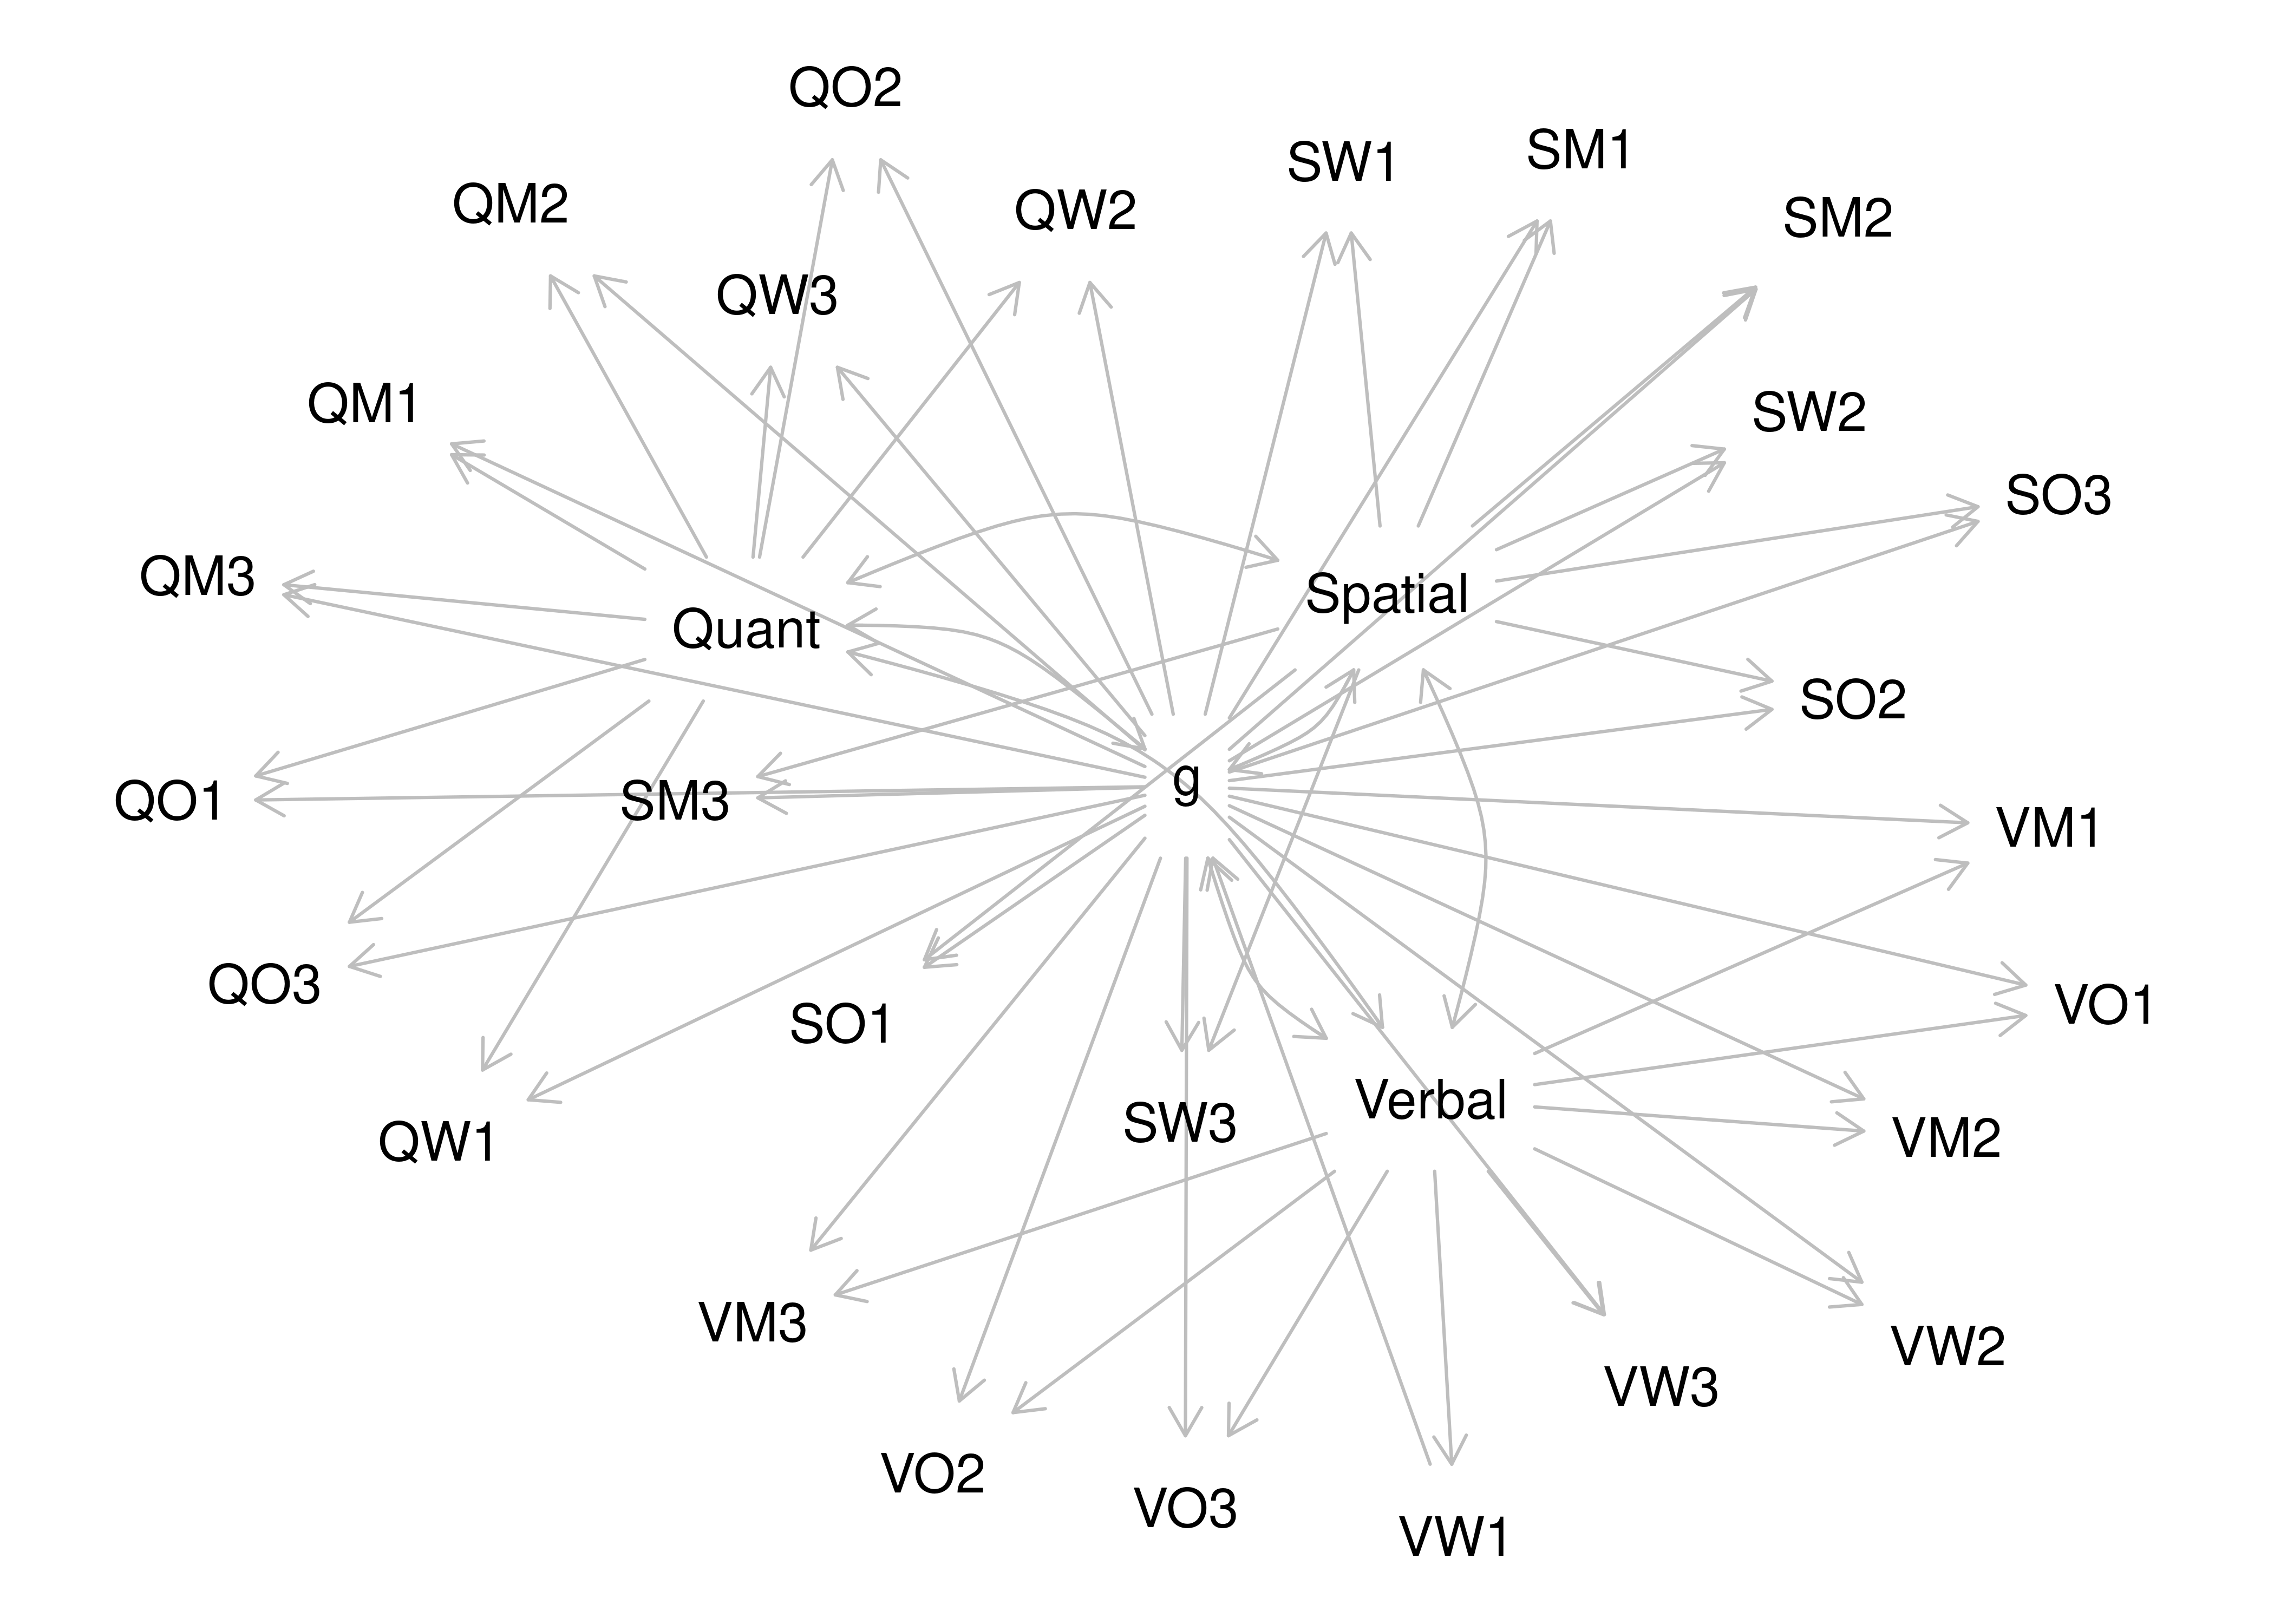 QO2
SM1
SW1
QM2
QW2
SM2
QW3
QM1
SW2
SO3
QM3
Spatial
Quant
SO2
g
QO1
SM3
VM1
QO3
VO1
SO1
Verbal
SW3
QW1
VM2
VM3
VW2
VW3
VO2
VO3
VW1